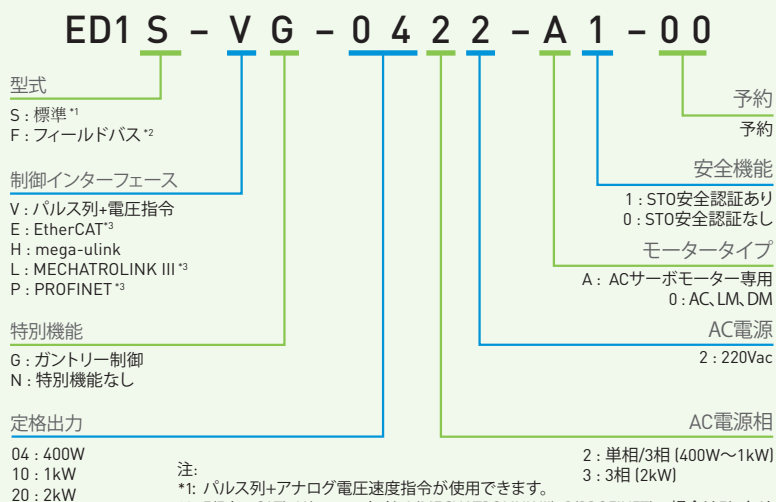 ED1 S – V G – 0 4 2 2 – A 1 – 0 0
型式
S : 標準 *1
F : フィールドバス *2
制御インターフェース
V : パルス列+電圧指令
E : EtherCAT*3
H : mega-ulink
L : MECHATROLINK III *3
P : PROFINET *3
特別機能
G : ガントリー制御
N : 特別機能なし
定格出力
04 : 400W
10 : 1kW
20 : 2kW
予約
予約
安全機能
1 : STO安全認証あり
0 : STO安全認証なし
モータータイプ
A : ACサーボモーター専用
0 : AC、LM、DM
AC電源
2 : 220Vac
AC電源相
2 : 単相/3相 (400W〜1kW)
3 : 3相 (2kW)
注:
*1: パルス列+アナログ電圧速度指令が使用できます。